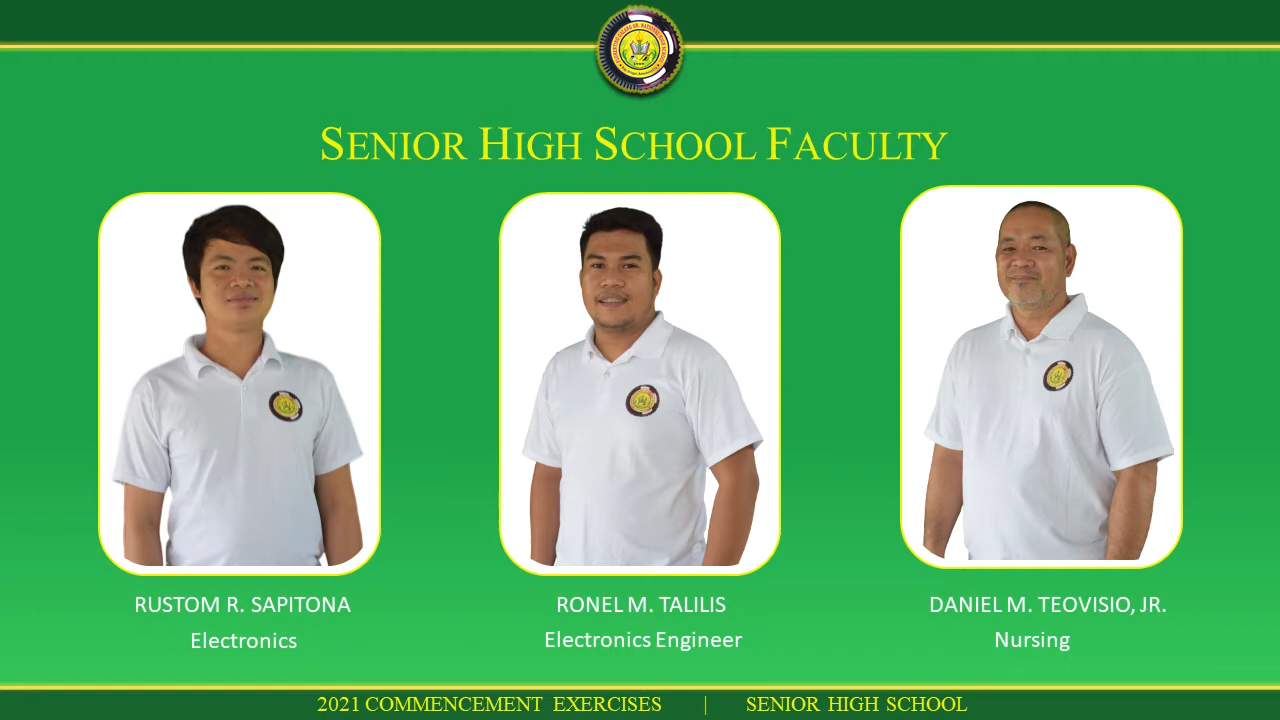 SENIOR HIGH SCHOOL FACULTY
RUSTOM R. SAPITONA
Electronics
RONEL M. TALILIS
Electronics Engineer
DANIEL M. TEOVISIO, JR.
Nursing
2021 COMMENCEMENT EXERCISES | SENIOR HIGH SCHOOL